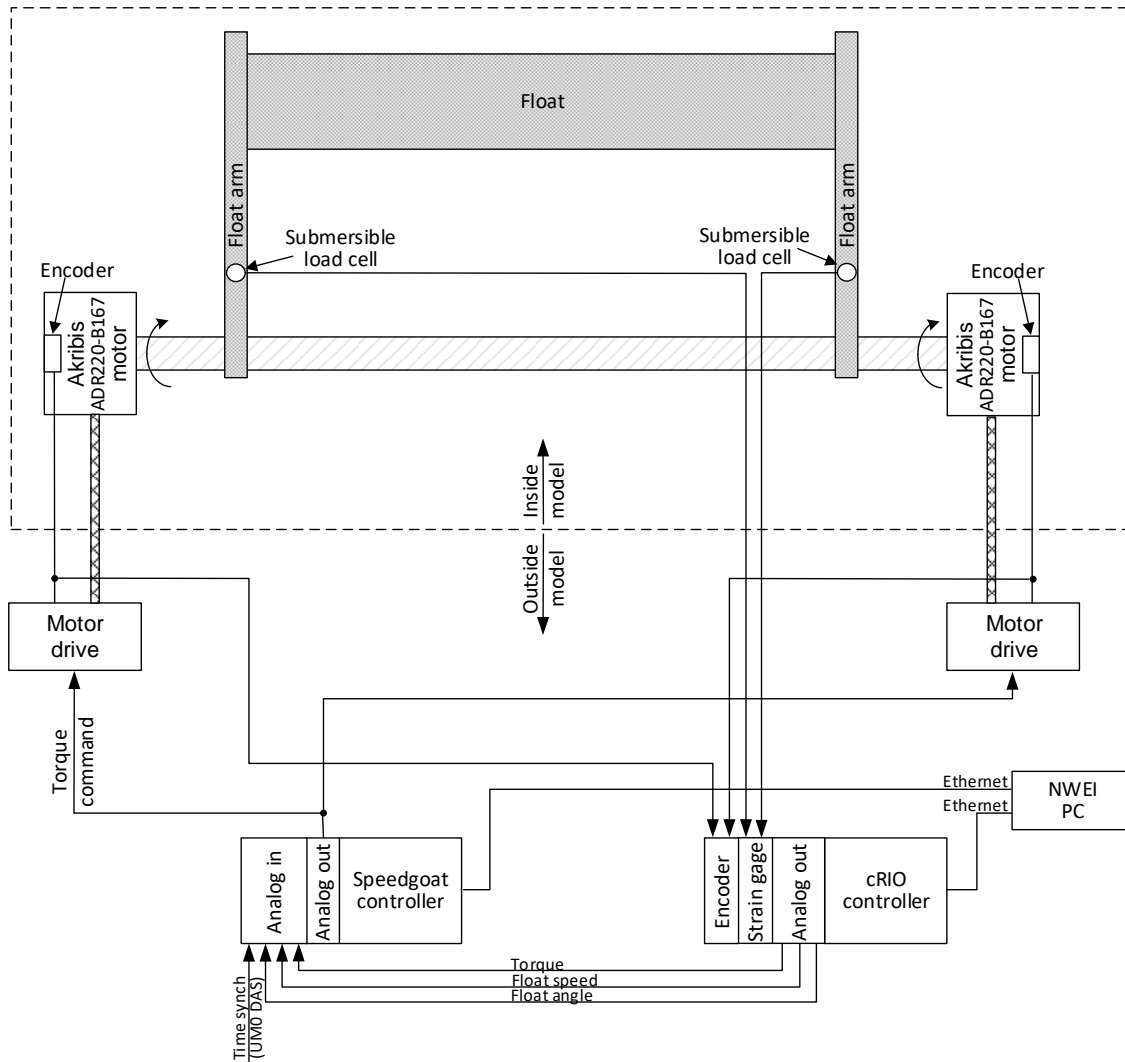 Float
Float arm
Float arm
Submersible
load cell
Submersible
load cell
Encoder
Encoder
Akribis
ADR220-B167
motor
Akribis
ADR220-B167
motor
Inside
model
Outside
model
Motor
drive
Motor
drive
Torque
command
Ethernet
Ethernet
NWEI
PC
Analog in
Analog out
Speedgoat
controller
Encoder
Strain gage
Analog out
cRIO
controller
Torque
Float speed
Float angle
Time synch
(UM0 DAS)